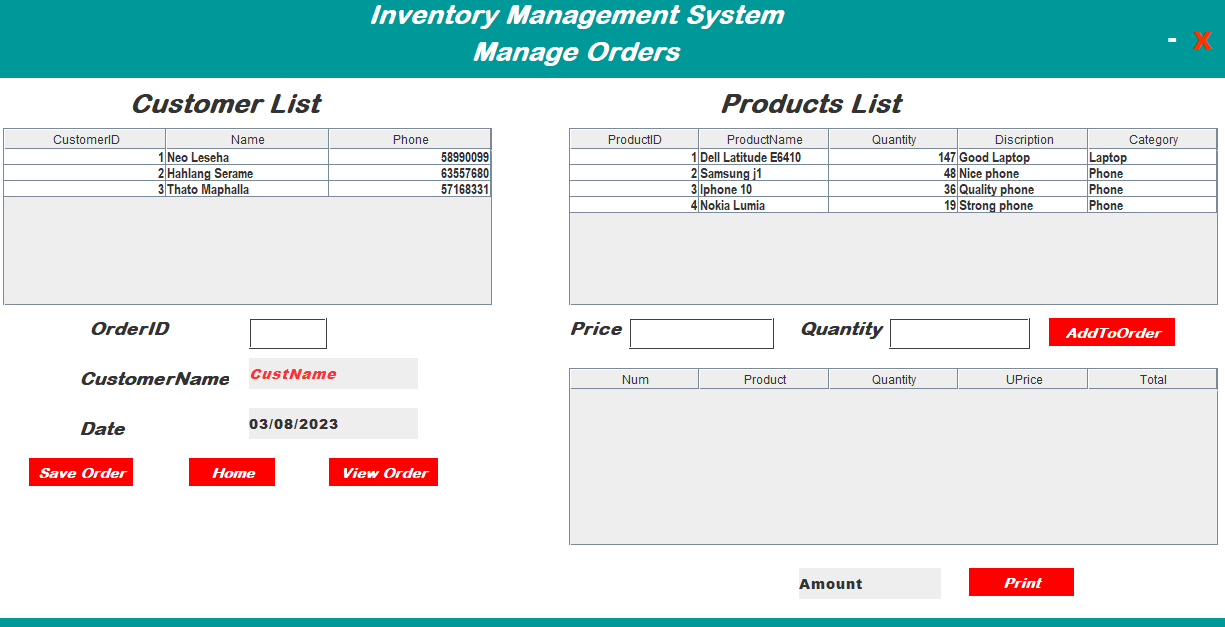 Inventory Management System
Manage Orders
- X
Customer List
CustomerID Name Phone
1 Neo Leseha 58990099
2 Hahlang Serame 63557680
3 Thato Maphalla 57168331
Products List
ProductID ProductName Quantity Discription Category
1 Dell Latitude E6410 147 Good Laptop Laptop
2 Samsung j1 48 Nice phone Phone
3 Iphone 10 36 Quality phone Phone
4 Nokia Lumia 19 Strong phone Phone
OrderID
CustomerName CustName
Date 03/08/2023
Save Order Home View Order
Price Quantity AddToOrder
Num Product Quantity UPrice Total
Amount Print